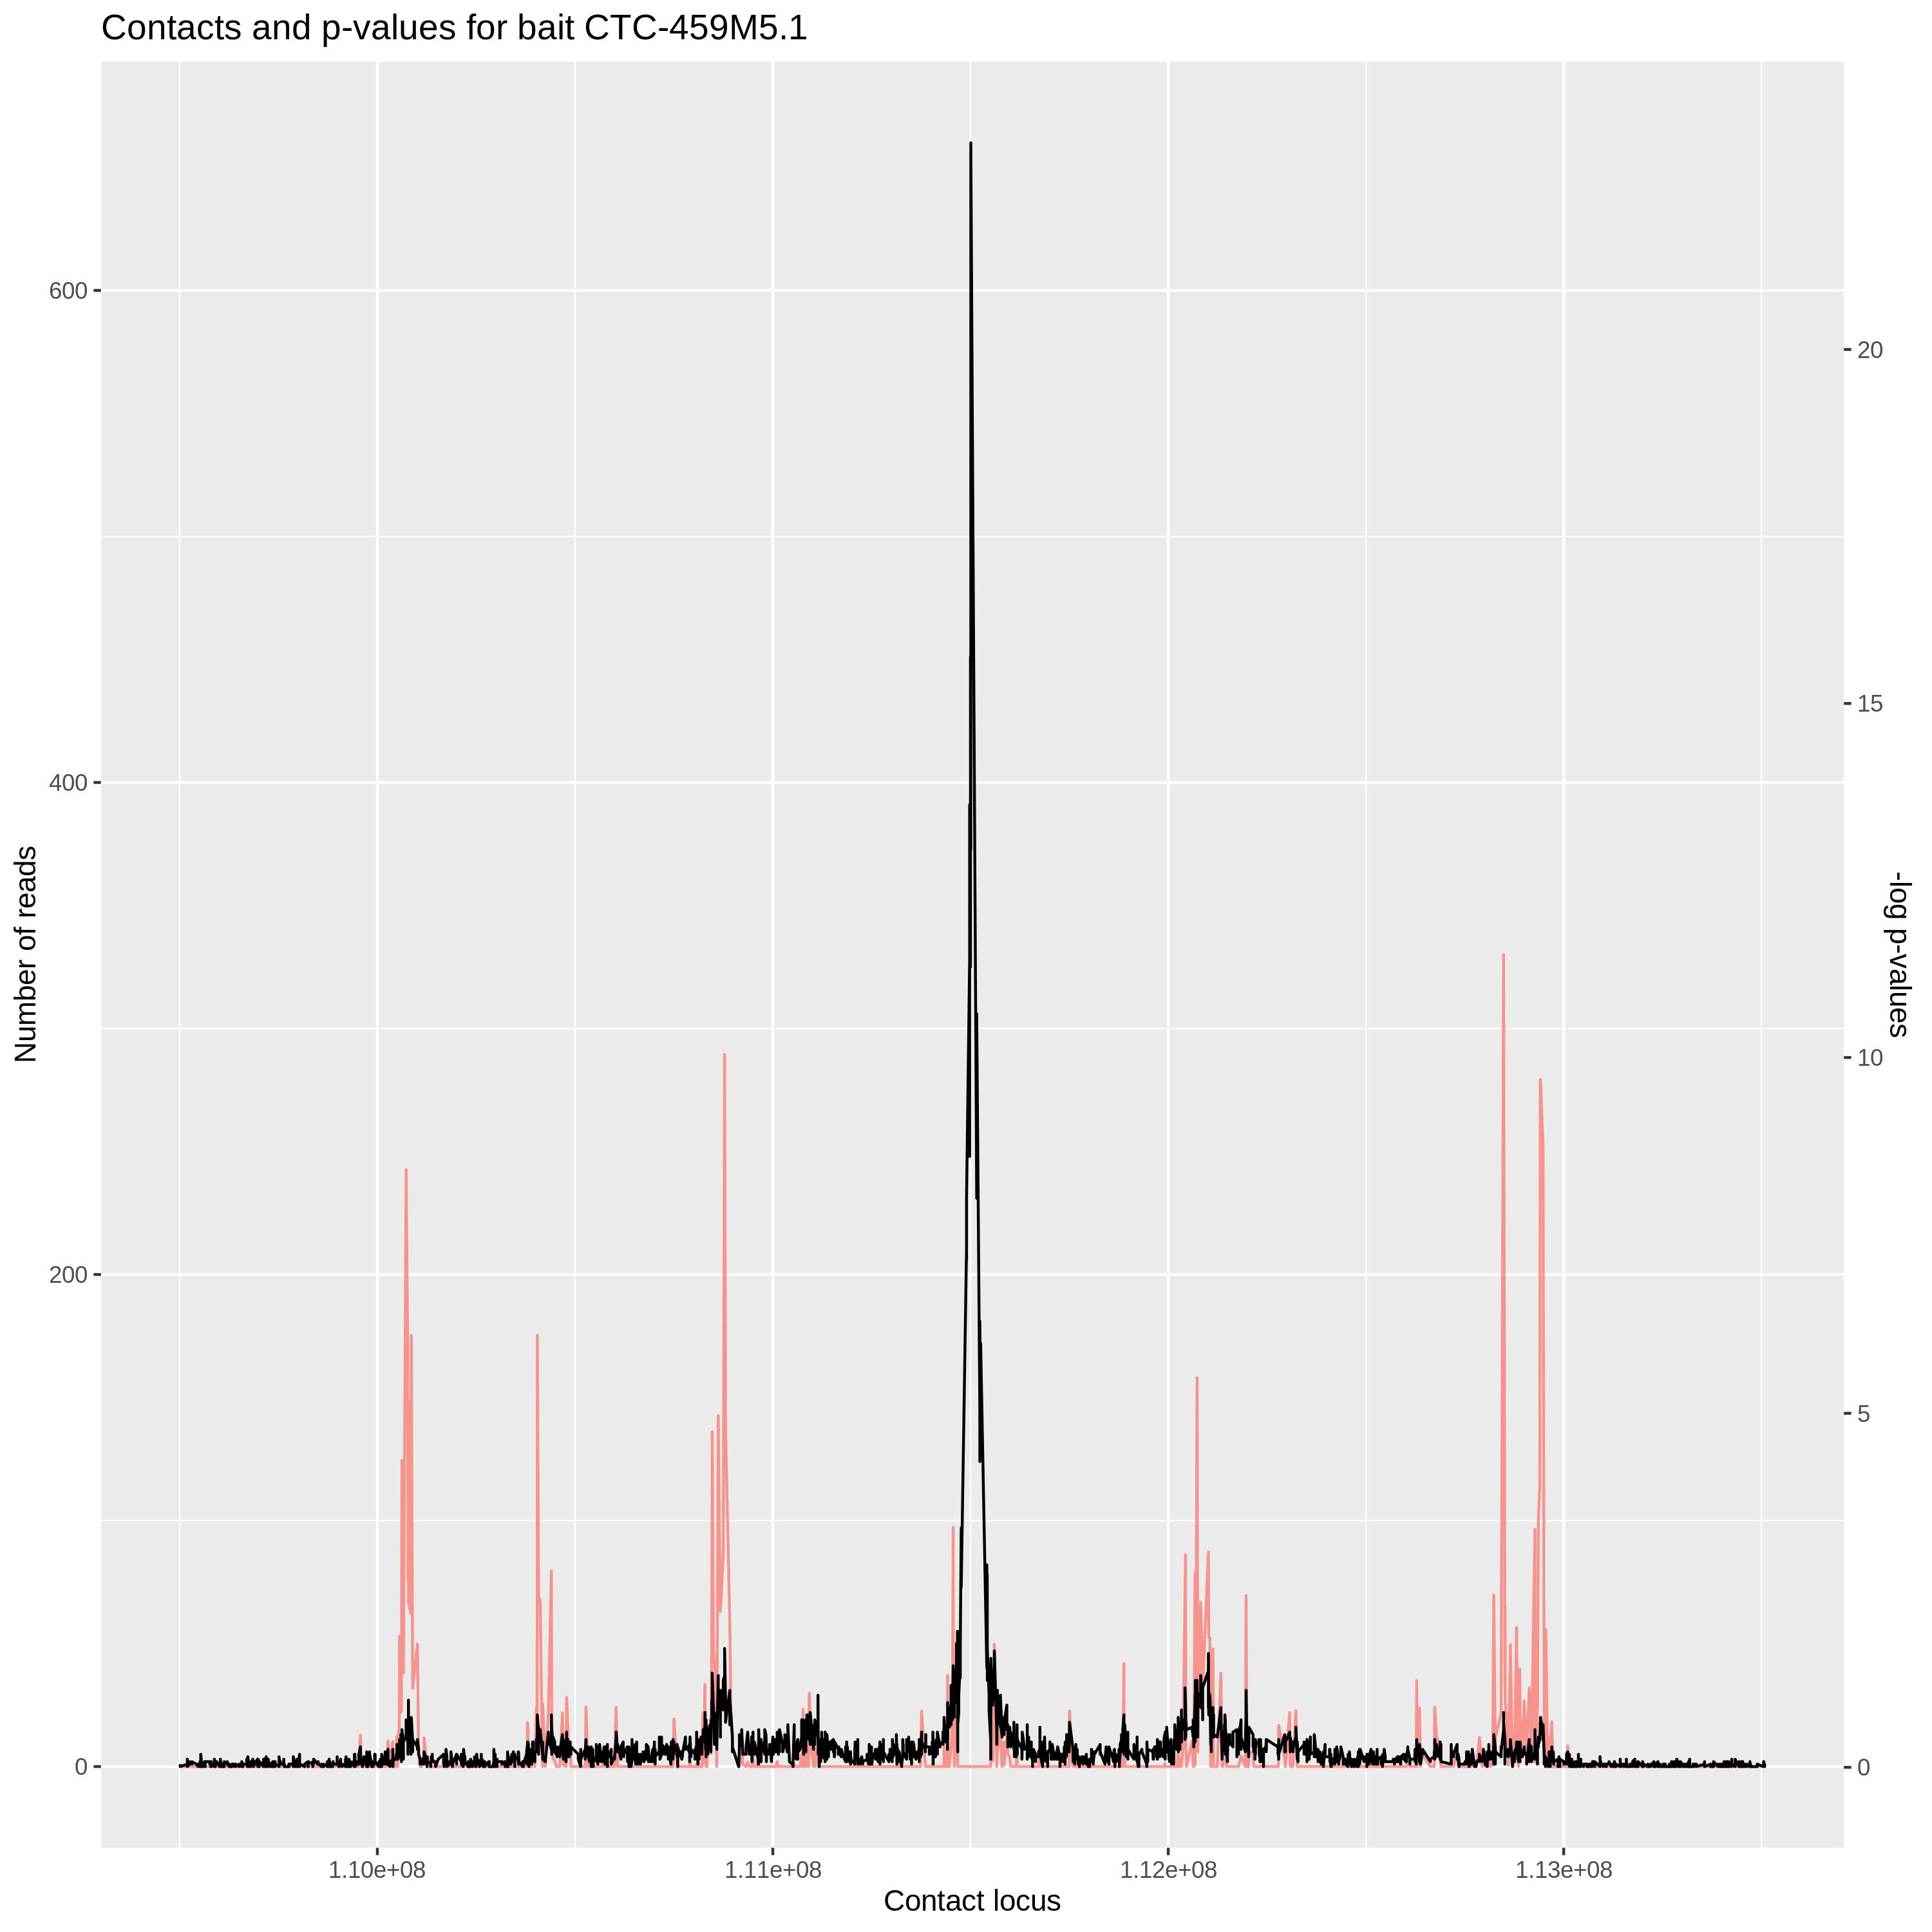 Contacts and p-values for bait CTC-459M5.1
Number of reads
600
400
200
0
20
15
10
5
0
-log p-values
1.10e+08
1.11e+08
1.12e+08
1.13e+08
Contact locus